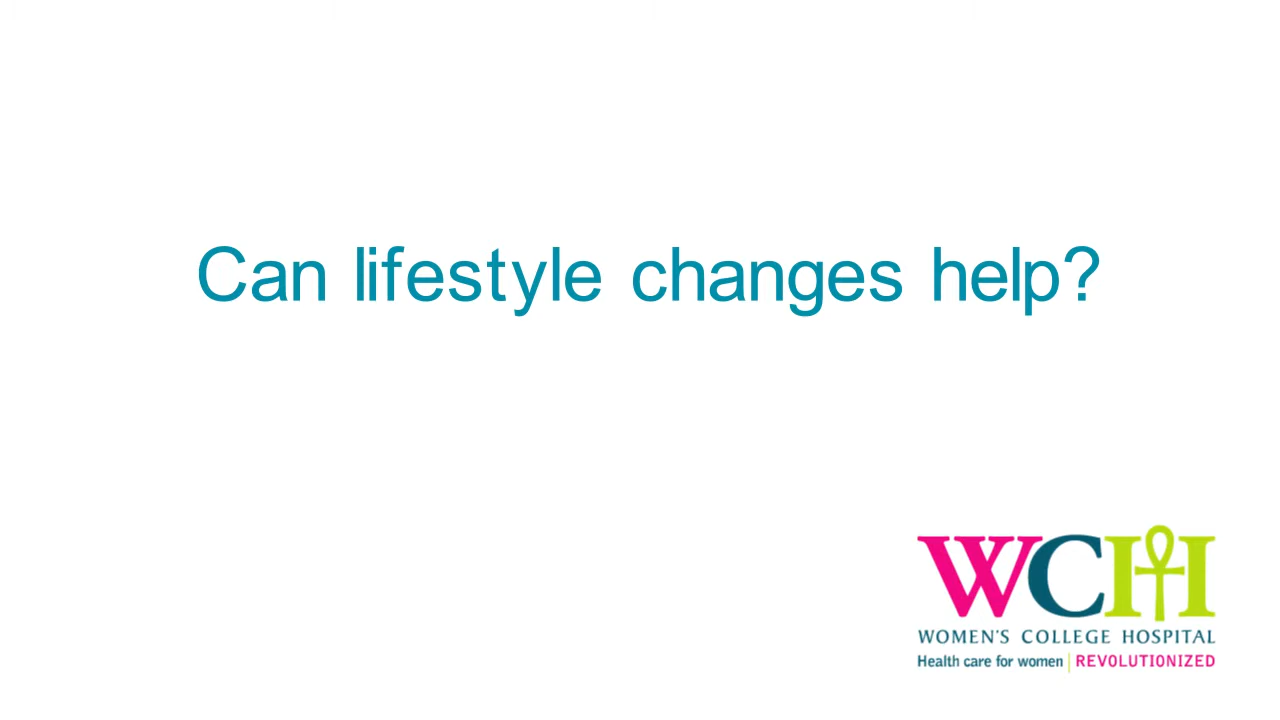 Can lifestyle changes help?
WCH
WOMEN'S COLLEGE HOSPITAL
Health care for women | REVOLUTIONIZED